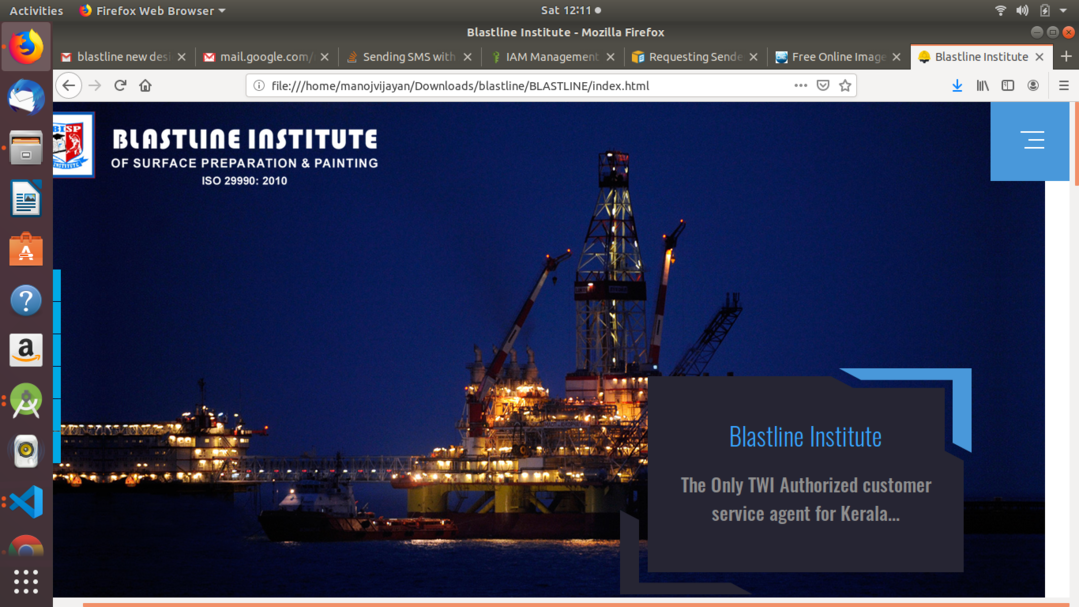 Activities
Firefox Web Browser
Sat 12:11
Blastline Institute - Mozilla Firefox
blastline new des
mail.google.com/
Sending SMS with
IAM Management
Requesting Sende
Free Online Image
Blastline Institute
file:///home/manojvijayan/Downloads/blastline/BLASTLINE/index.html
BLASTLINE INSTITUTE
OF SURFACE PREPARATION & PAINTING
ISO 29990: 2010
Blastline Institute
The Only TWI Authorized customer
service agent for Kerala...